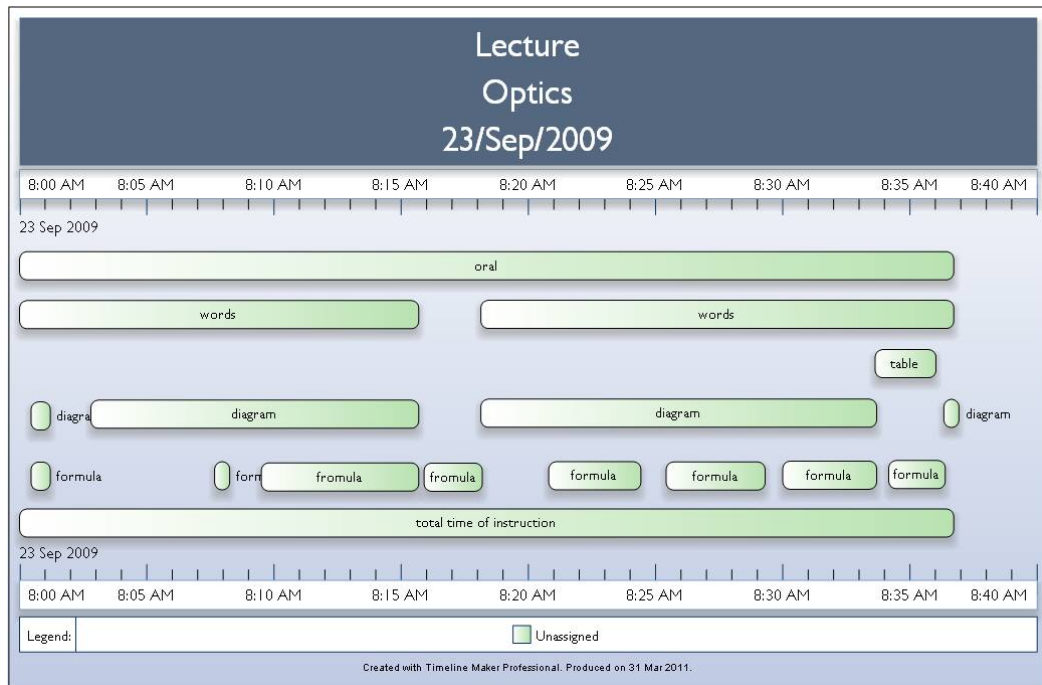 Lecture
Optics
23/Sep/2009
8:00 AM 8:05 AM 8:10 AM 8:15 AM 8:20 AM 8:25 AM 8:30 AM 8:35 AM 8:40 AM
23 Sep 2009
oral
words words
table
diagra diagram diagram diagram
formula form fromula fromula formula formula formula formula
total time of instruction
23 Sep 2009
8:00 AM 8:05 AM 8:10 AM 8:15 AM 8:20 AM 8:25 AM 8:30 AM 8:35 AM 8:40 AM
Legend: Unassigned
Created with Timeline Maker Professional. Produced on 31 Mar 2011.